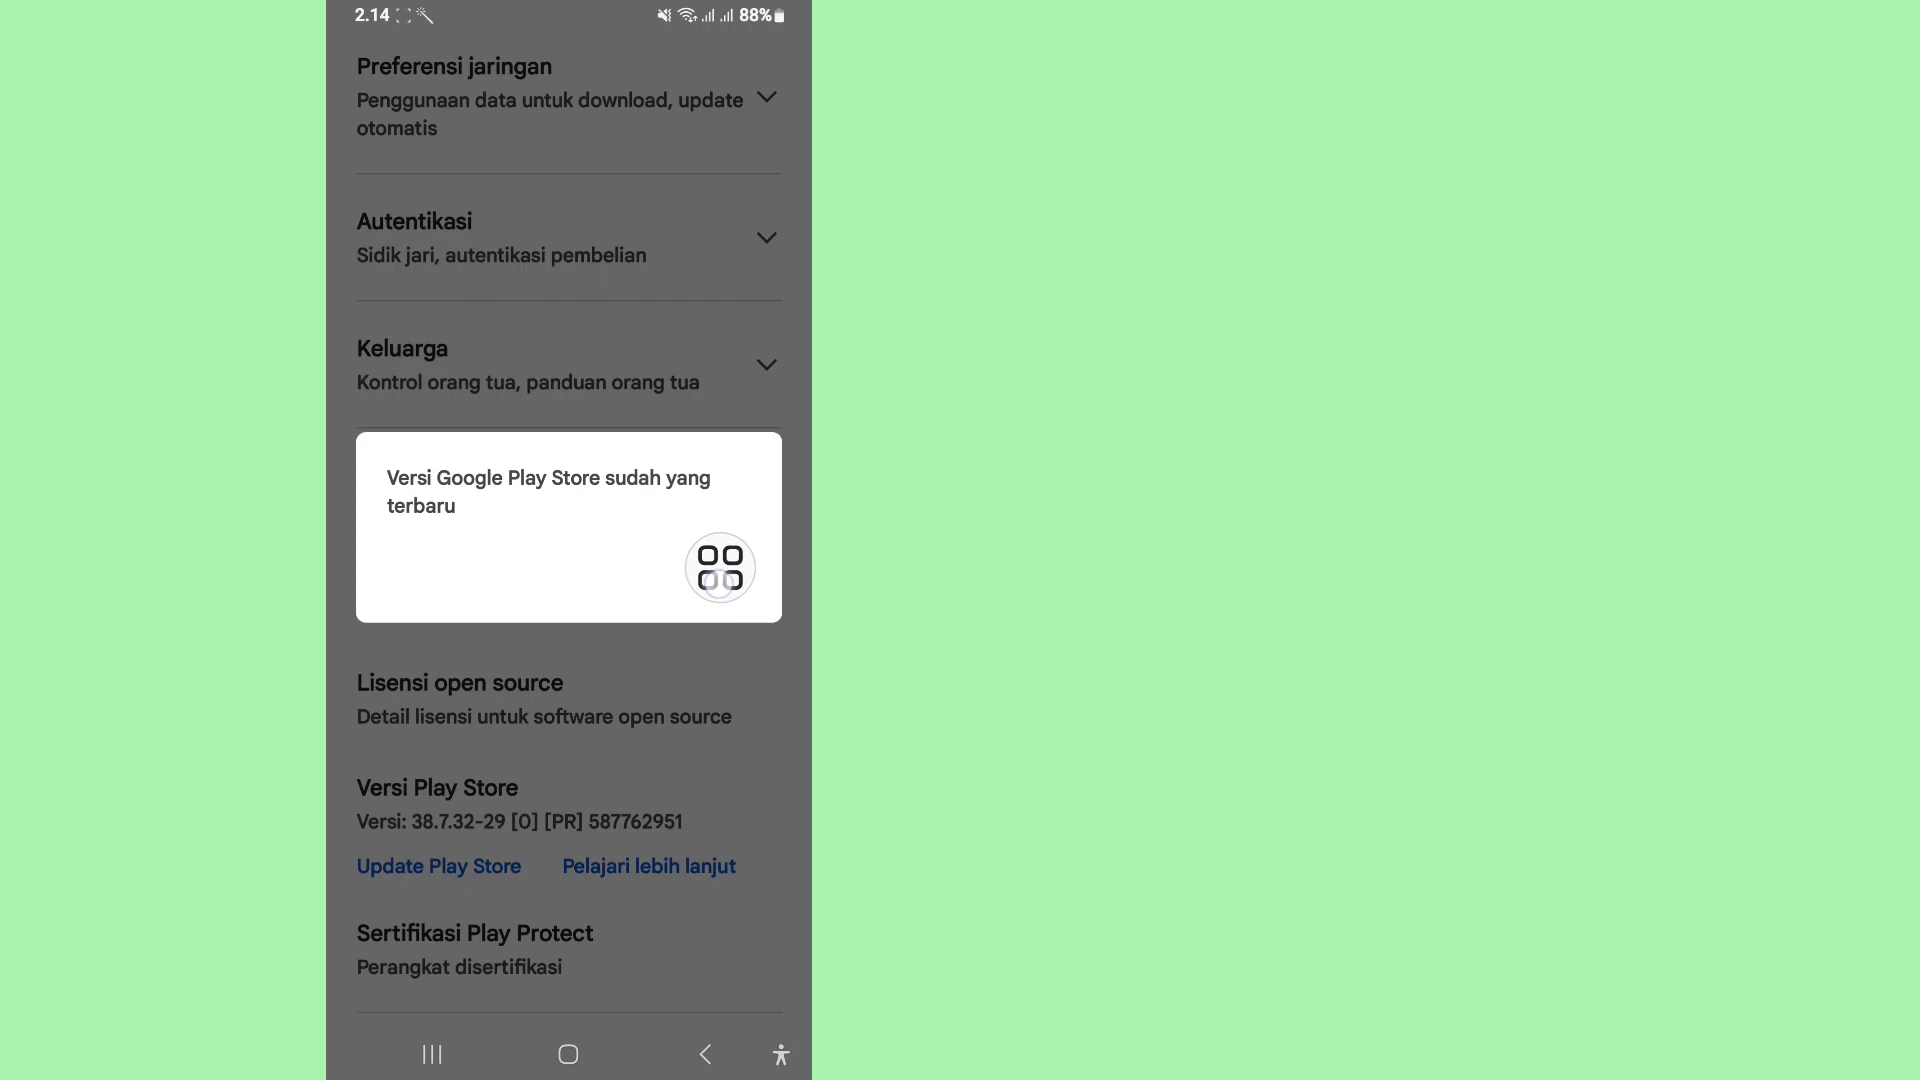 2.14
88%
Preferensi jaringan
Penggunaan data untuk download, update
otomatis
Autentikasi
Sidik jari, autentikasi pembelian
Keluarga
Kontrol orang tua, panduan orang tua
Versi Google Play Store sudah yang
terbaru
Lisensi open source
Detail lisensi untuk software open source
Versi Play Store
Versi: 38.7.32-29 [0] [PR] 587762951
Update Play Store Pelajari lebih lanjut
Sertifikasi Play Protect
Perangkat disertifikasi